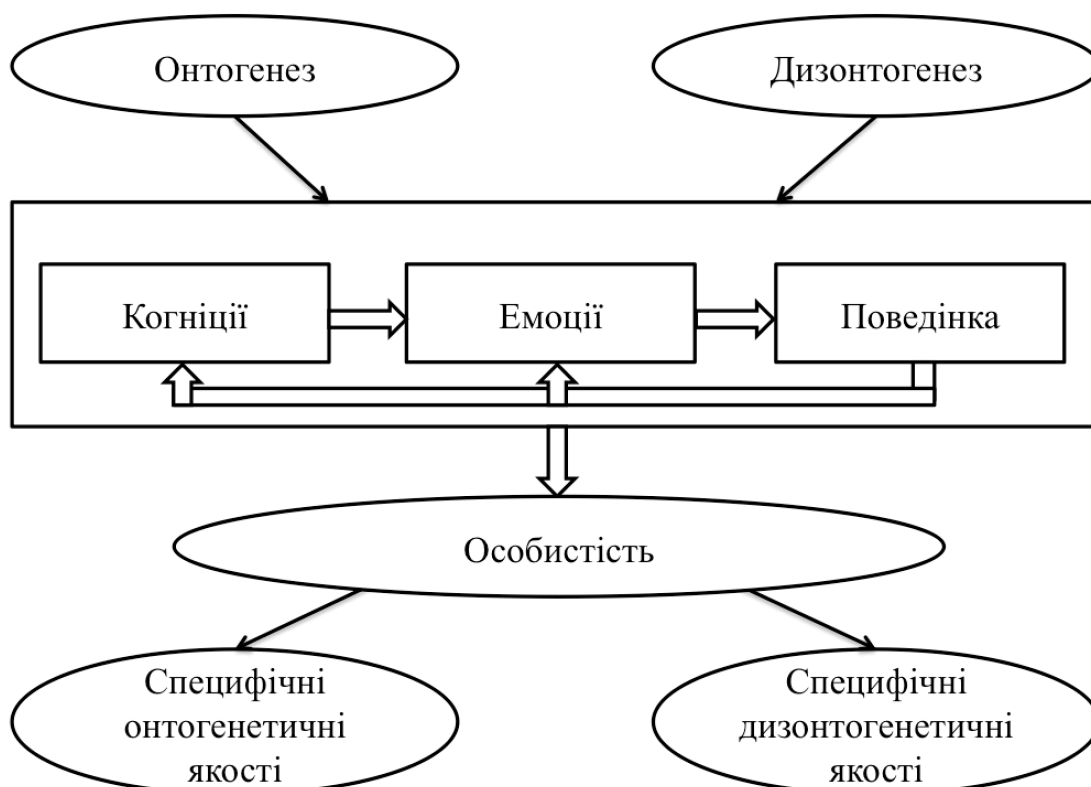 Онтогенез
Дизонтогенез
Когніції
Емоції
Поведінка
Особистість
Специфічні
онтогенетичні
якості
Специфічні
дизонтогенетичні
якості